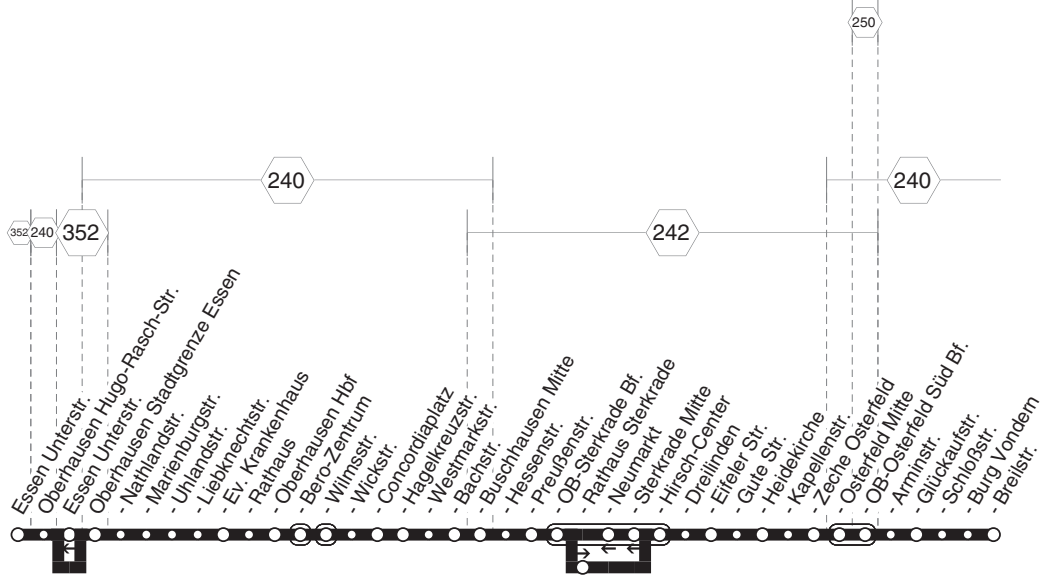 250
240
240
352
240
352
242
Essen Unterstr.
Oberhausen Hugo-Rasch-Str.
Essen Unterstr.
Oberhausen Stadtgrenze Essen
- Nathlandstr.
- Marienburgstr.
- Uhlandstr.
- Liebknechtstr.
- Ev. Krankenhaus
- Rathaus
- Oberhausen Hbf
- Bero-Zentrum
- Wilmsstr.
- Wickstr.
- Concordiaplatz
- Hagelkreuzstr.
- Westmarkstr.
- Bachstr.
- Buschhausen Mitte
- Hessenstr.
- Preußenstr.
- OB-Sterkrade Bf.
- Rathaus Sterkrade
- Neumarkt
- Sterkrade Mitte
- Hirsch-Center
- Dreilinden
- Eifeler Str.
- Gute Str.
- Heidekirche
- Kapellenstr.
Zeche Osterfeld
- Osterfeld Mitte
- OB-Osterfeld Süd Bf.
- Arminstr.
- Glückaufstr.
- Schloßstr.
- Burg Vondern
- Breilstr.